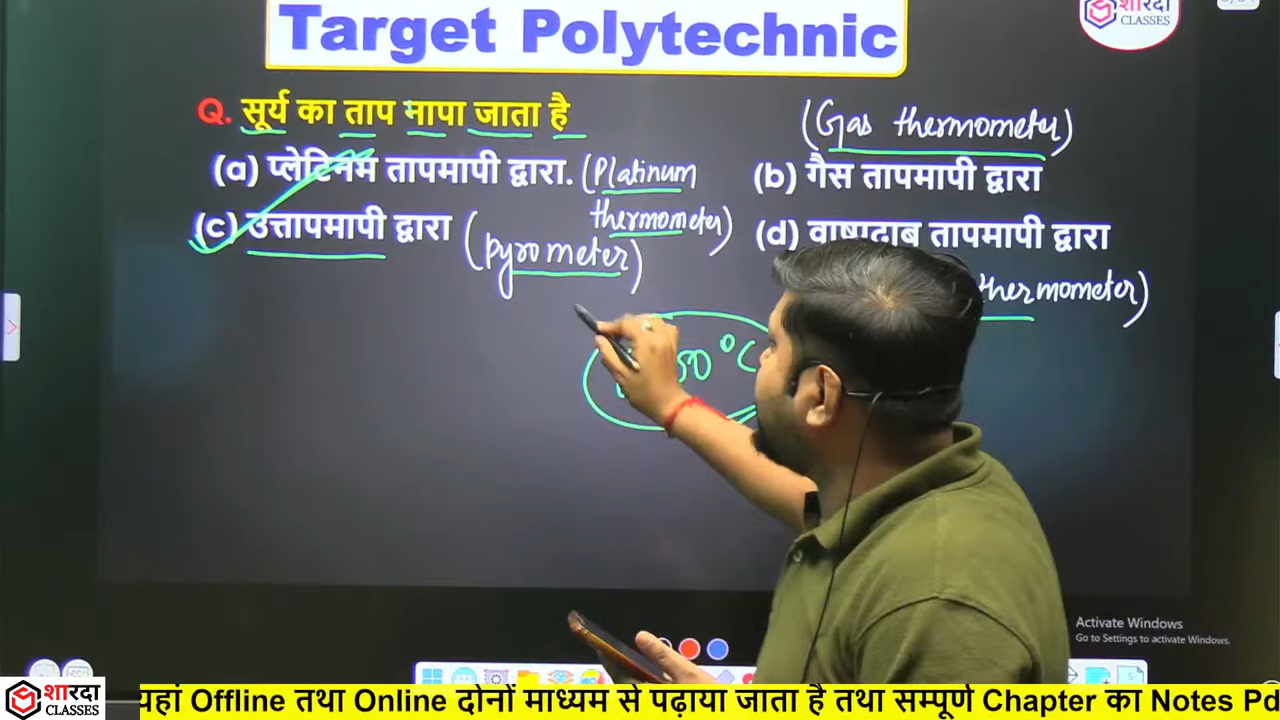 Target Polytechnic
शारदा
CLASSES
Q. सूर्य का ताप मापा जाता है
(Gas thermometer)
(a) प्लेटिनम तापमापी द्वारा. (Platinum thermometer)
(b) गैस तापमापी द्वारा
(c) उत्तापमापी द्वारा (pyrometer)
(d) वाष्पदाब तापमापी द्वारा
thermometer)
°C
Activate Windows
Go to Settings to activate Windows.
शारदा
CLASSES
यहां Offline तथा Online दोनों माध्यम से पढ़ाया जाता है तथा सम्पूर्ण Chapter का Notes Pd